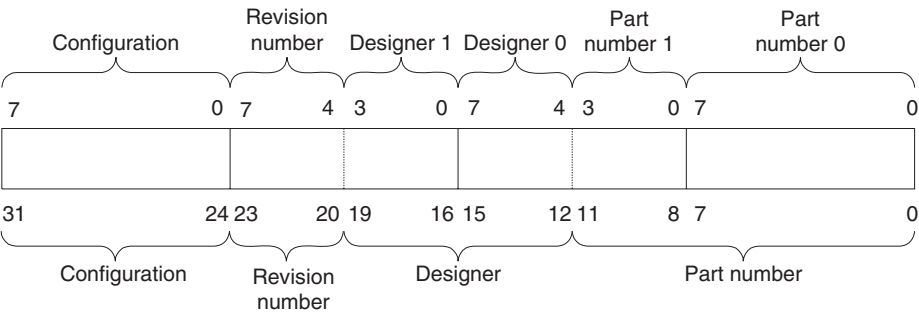 Configuration Revision number Designer 1 Designer 0 Part number 1 Part number 0
7 0 7 4 3 0 7 4 3 0 7 0
31 24 23 20 19 16 15 12 11 8 7 0
Configuration Revision number Designer Part number